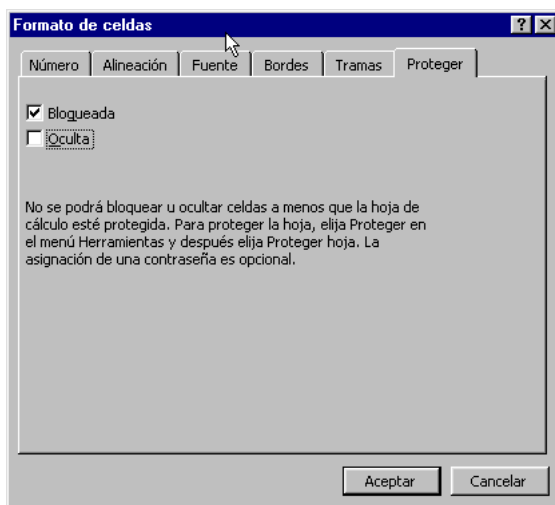 Formato de celdas
Número Alineación Fuente Bordes Tramas Proteger
Bloqueada
Oculta
No se podrá bloquear u ocultar celdas a menos que la hoja de
cálculo esté protegida. Para proteger la hoja, elija Proteger en
el menú Herramientas y después elija Proteger hoja. La
asignación de una contraseña es opcional.
Aceptar Cancelar